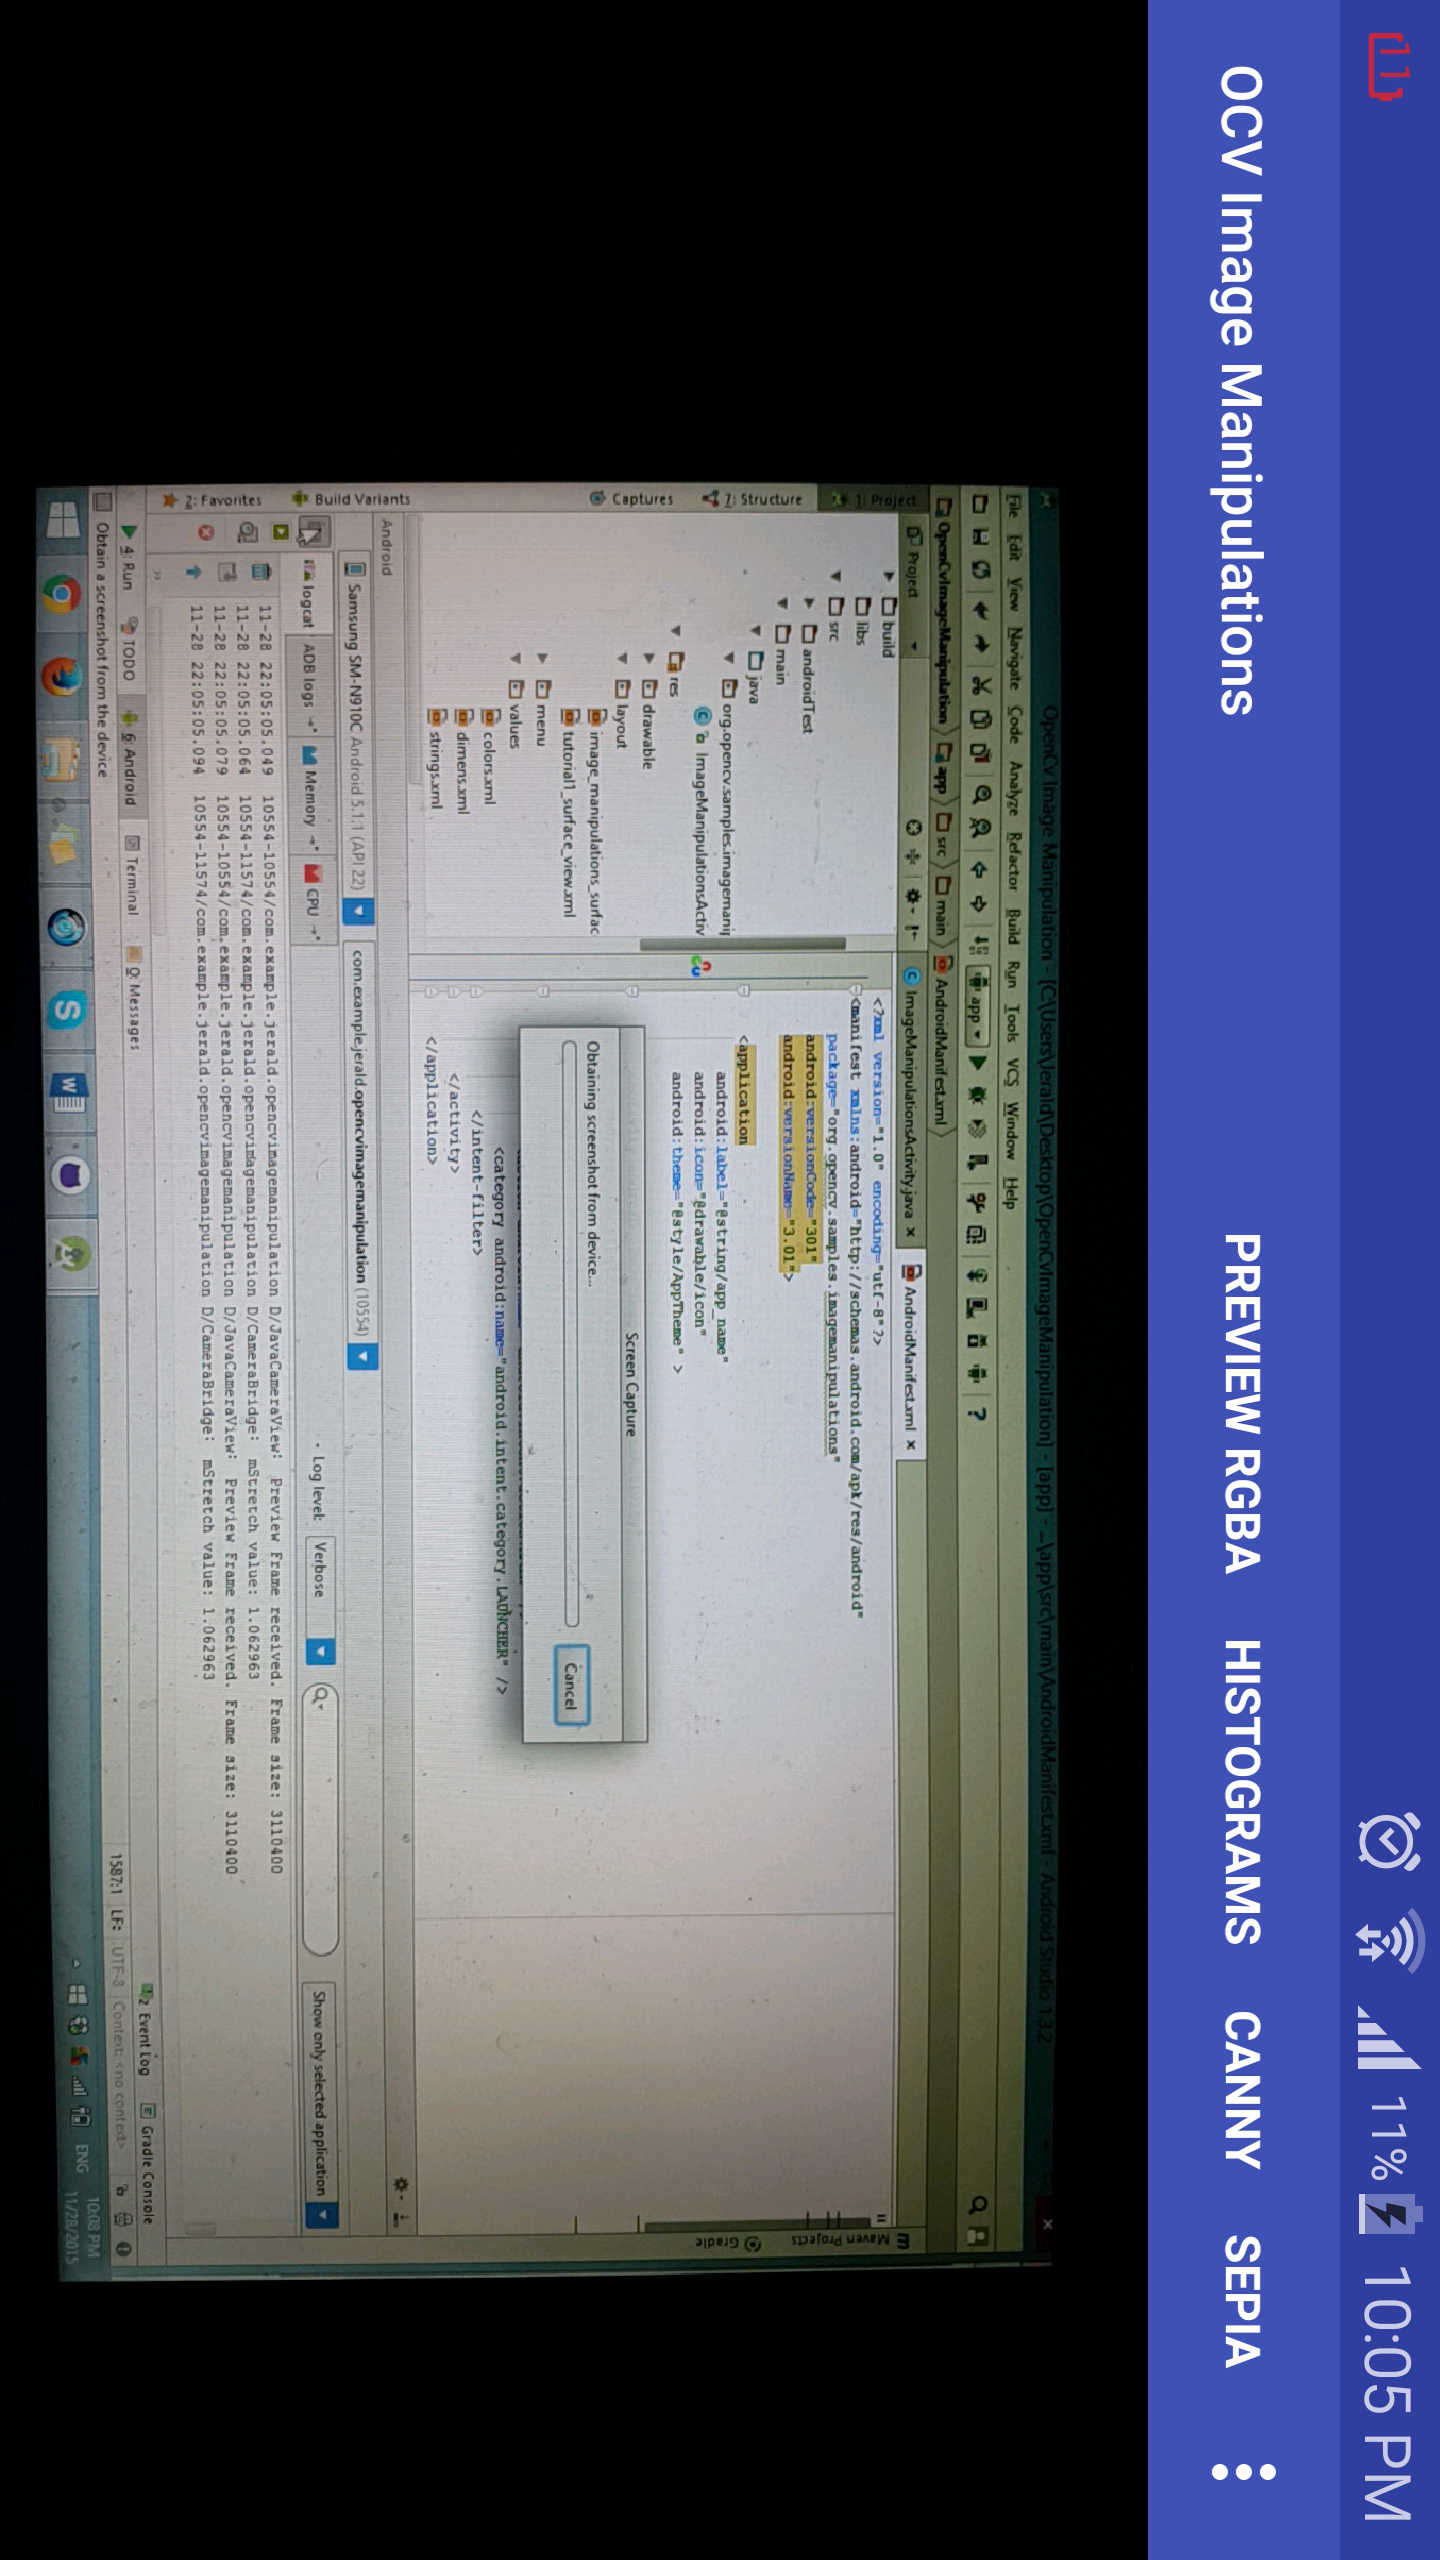 11% 10:05 PM
OCV Image Manipulations PREVIEW RGBA HISTOGRAMS CANNY SEPIA
OpenCv Image Manipulation - [C:\Users\Jerald\Desktop\OpenCvImageManipulation] - [app] - ...\app\src\main\AndroidManifest.xml - Android Studio 1.3.2
File Edit View Navigate Code Analyze Refactor Build Run Tools VCS Window Help
app
OpenCvImageManipulation app src main AndroidManifest.xml
Project
ImageManipulationsActivity.java
AndroidManifest.xml
1: Project
7: Structure
Captures
Build Variants
2: Favorites
Maven Projects
Gradle
build
libs
src
androidTest
main
java
org.opencv.samples.imagemanip
ImageManipulationsActiv
res
drawable
layout
image_manipulations_surfac
tutorial1_surface_view.xml
menu
values
colors.xml
dimens.xml
strings.xml
<?xml version="1.0" encoding="utf-8"?>
<manifest xmlns:android="http://schemas.android.com/apk/res/android"
package="org.opencv.samples.imagemanipulations"
android:versionCode="301"
android:versionName="3.01">
<application
android:label="@string/app_name"
android:icon="@drawable/icon"
android:theme="@style/AppTheme" >
Screen Capture
Obtaining screenshot from device...
Cancel
<category android:name="android.intent.category.LAUNCHER" />
</intent-filter>
</activity>
</application>
Android
Samsung SM-N910C Android 5.1.1 (API 22)
com.example.jerald.opencvimagemanipulation (10554)
logcat ADB logs Memory CPU
Log level: Verbose
Show only selected application
11-28 22:05:05.049 10554-10554/com.example.jerald.opencvimagemanipulation D/JavaCameraView: Preview Frame received. Frame size: 3110400
11-28 22:05:05.064 10554-11574/com.example.jerald.opencvimagemanipulation D/CameraBridge: mStretch value: 1.062963
11-28 22:05:05.079 10554-10554/com.example.jerald.opencvimagemanipulation D/JavaCameraView: Preview Frame received. Frame size: 3110400
11-28 22:05:05.094 10554-11574/com.example.jerald.opencvimagemanipulation D/CameraBridge: mStretch value: 1.062963
4: Run TODO 6: Android Terminal 0: Messages
Event Log Gradle Console
Obtain a screenshot from the device
1587:1 LF: UTF-8 Context: <no context>
ENG 10:08 PM
11/28/2015